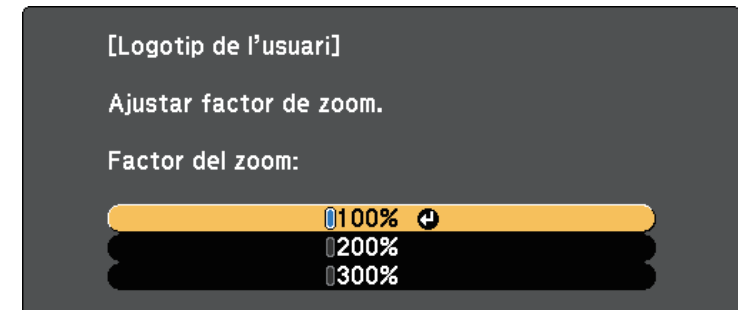 [Logotip de l'usuari]
Ajustar factor de zoom.
Factor del zoom:
100%
200%
300%